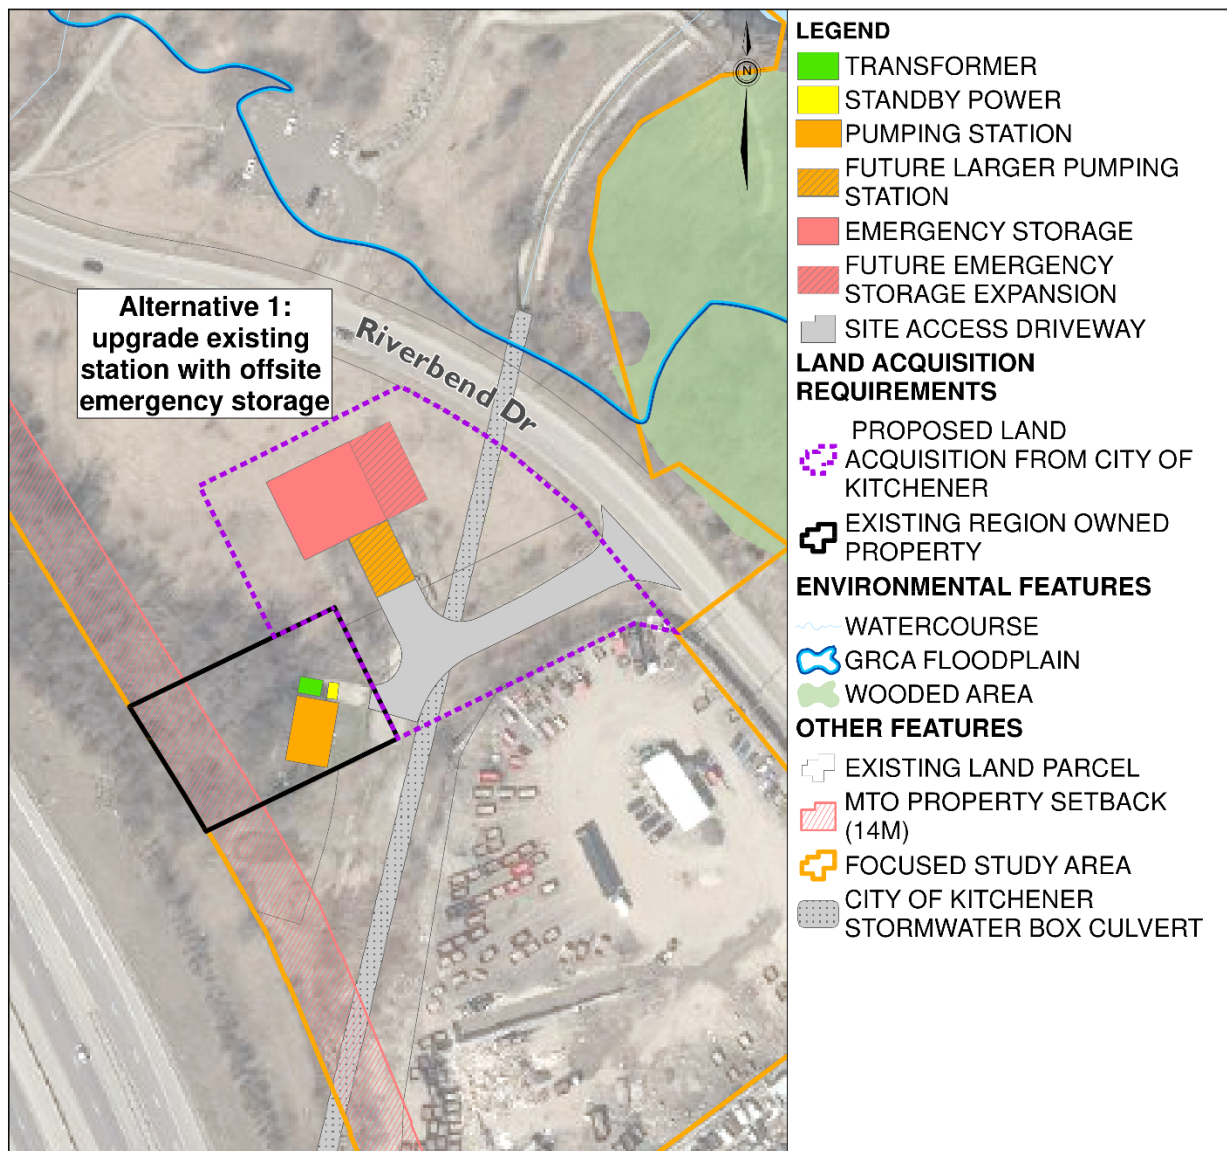 N
Alternative 1:
upgrade existing
station with offsite
emergency storage
Riverbend Dr
LEGEND
TRANSFORMER
STANDBY POWER
PUMPING STATION
FUTURE LARGER PUMPING
STATION
EMERGENCY STORAGE
FUTURE EMERGENCY
STORAGE EXPANSION
SITE ACCESS DRIVEWAY
LAND ACQUISITION
REQUIREMENTS
PROPOSED LAND
ACQUISITION FROM CITY OF
KITCHENER
EXISTING REGION OWNED
PROPERTY
ENVIRONMENTAL FEATURES
WATERCOURSE
GRCA FLOODPLAIN
WOODED AREA
OTHER FEATURES
EXISTING LAND PARCEL
MTO PROPERTY SETBACK
(14M)
FOCUSED STUDY AREA
CITY OF KITCHENER
STORMWATER BOX CULVERT